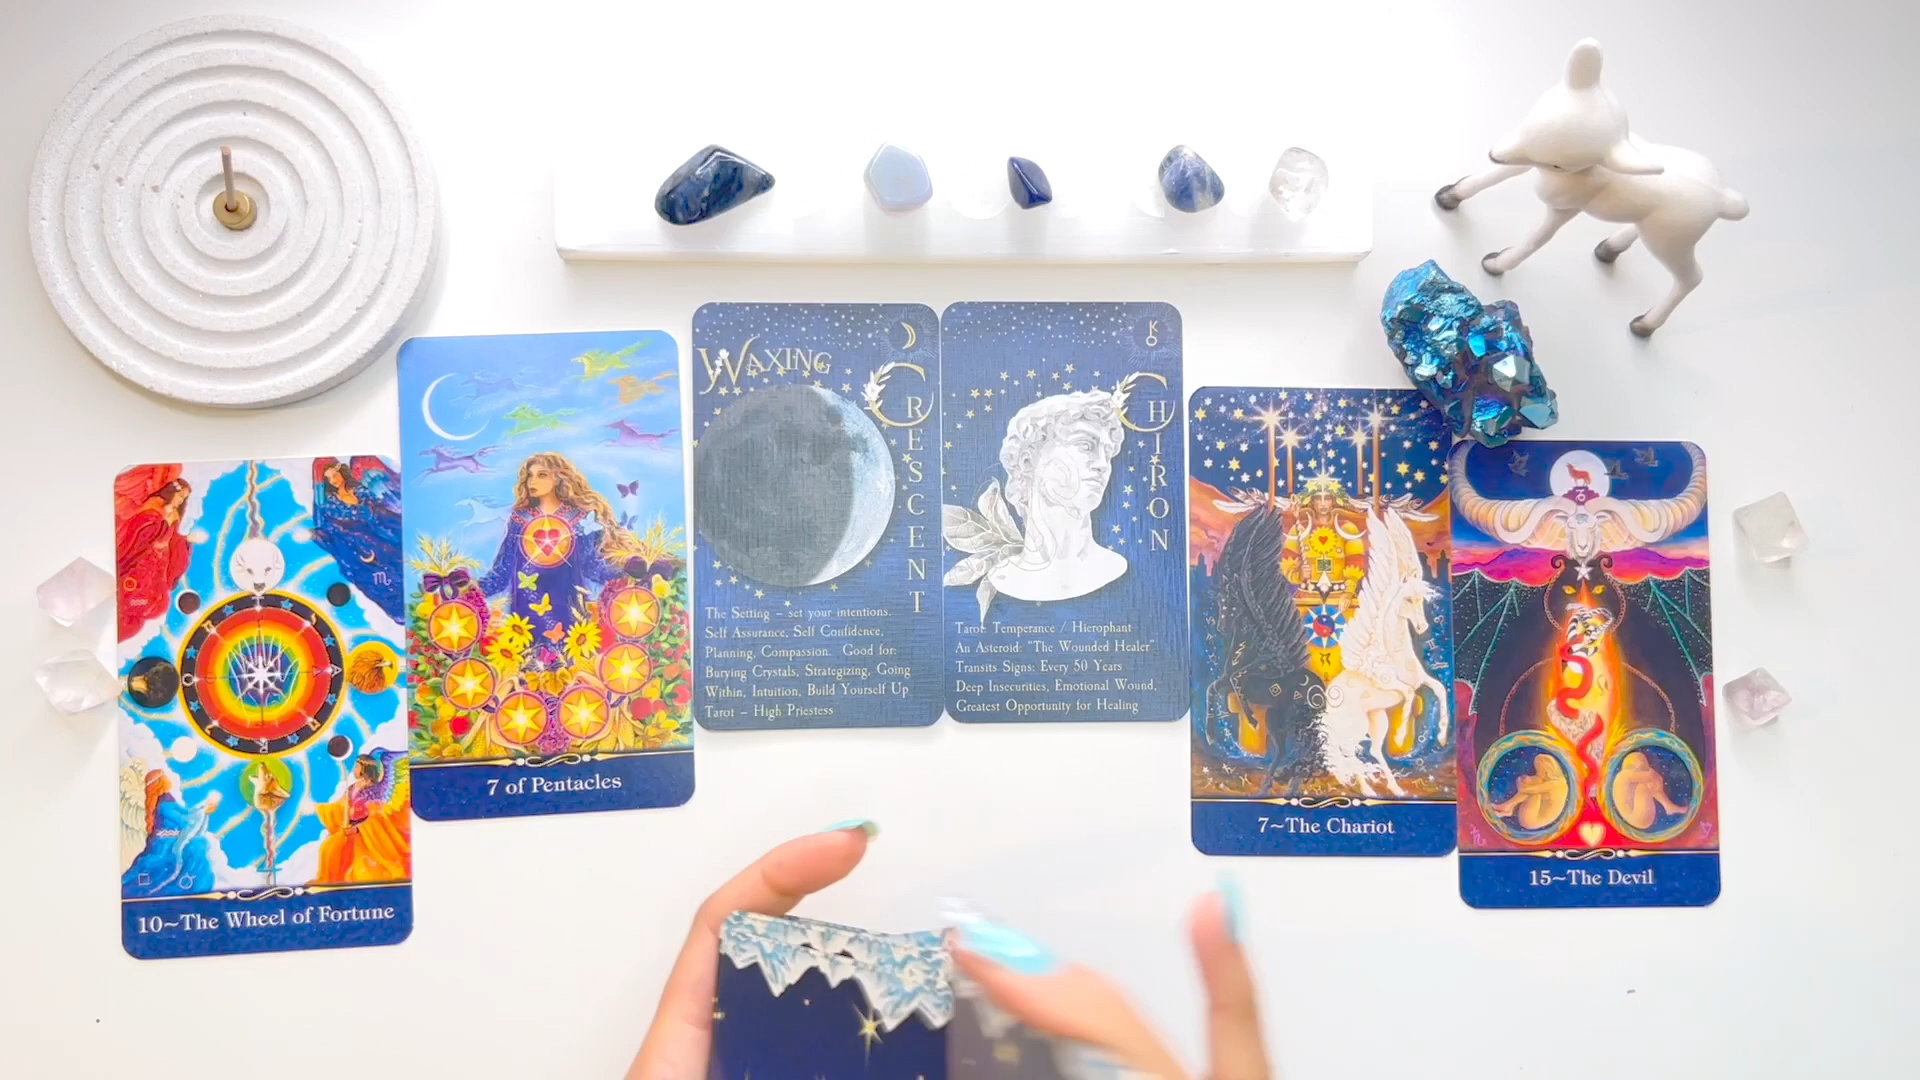 10~The Wheel of Fortune
7 of Pentacles
Waxing
Crescent
The Setting – set your intentions.
Self Assurance, Self Confidence,
Planning, Compassion. Good for:
Burying Crystals, Strategizing, Going
Within, Intuition, Build Yourself Up
Tarot – High Priestess
Chiron
Tarot: Temperance / Hierophant
An Asteroid: "The Wounded Healer"
Transits Signs: Every 50 Years
Deep Insecurities, Emotional Wound,
Greatest Opportunity for Healing
7~The Chariot
15~The Devil